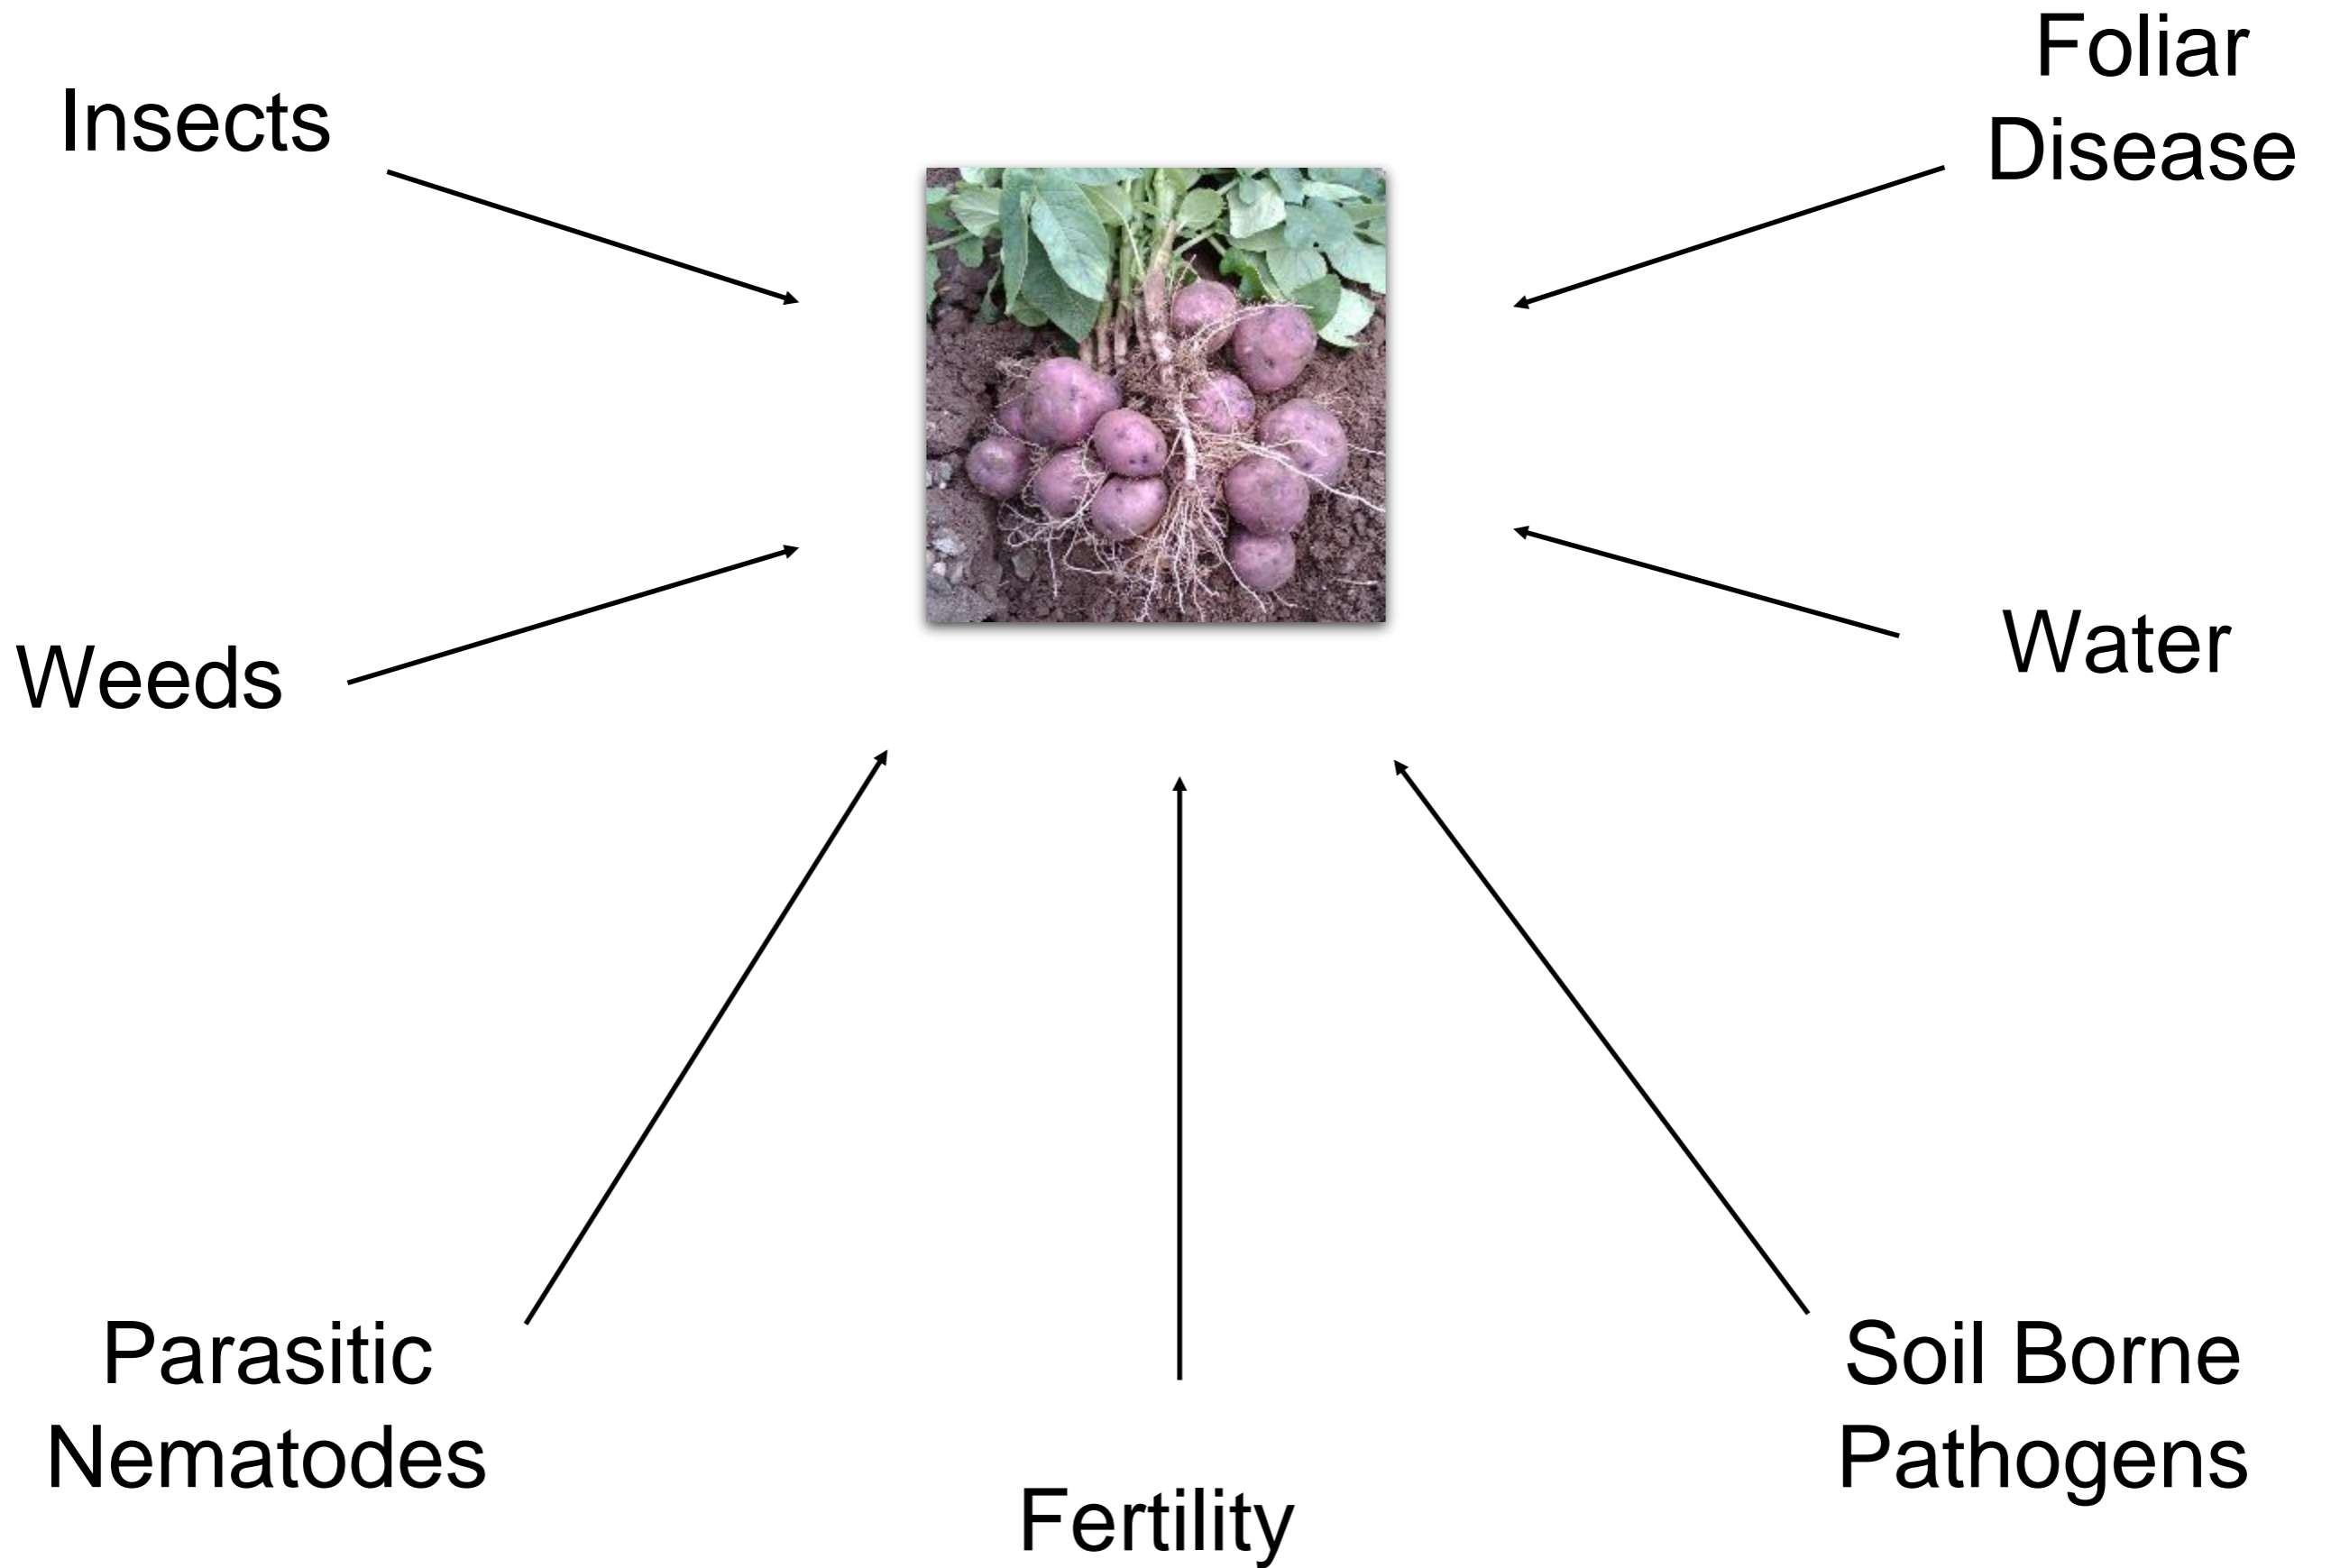 Foliar
Disease
Insects
Water
Weeds
Parasitic
Nematodes
Soil Borne
Pathogens
Fertility